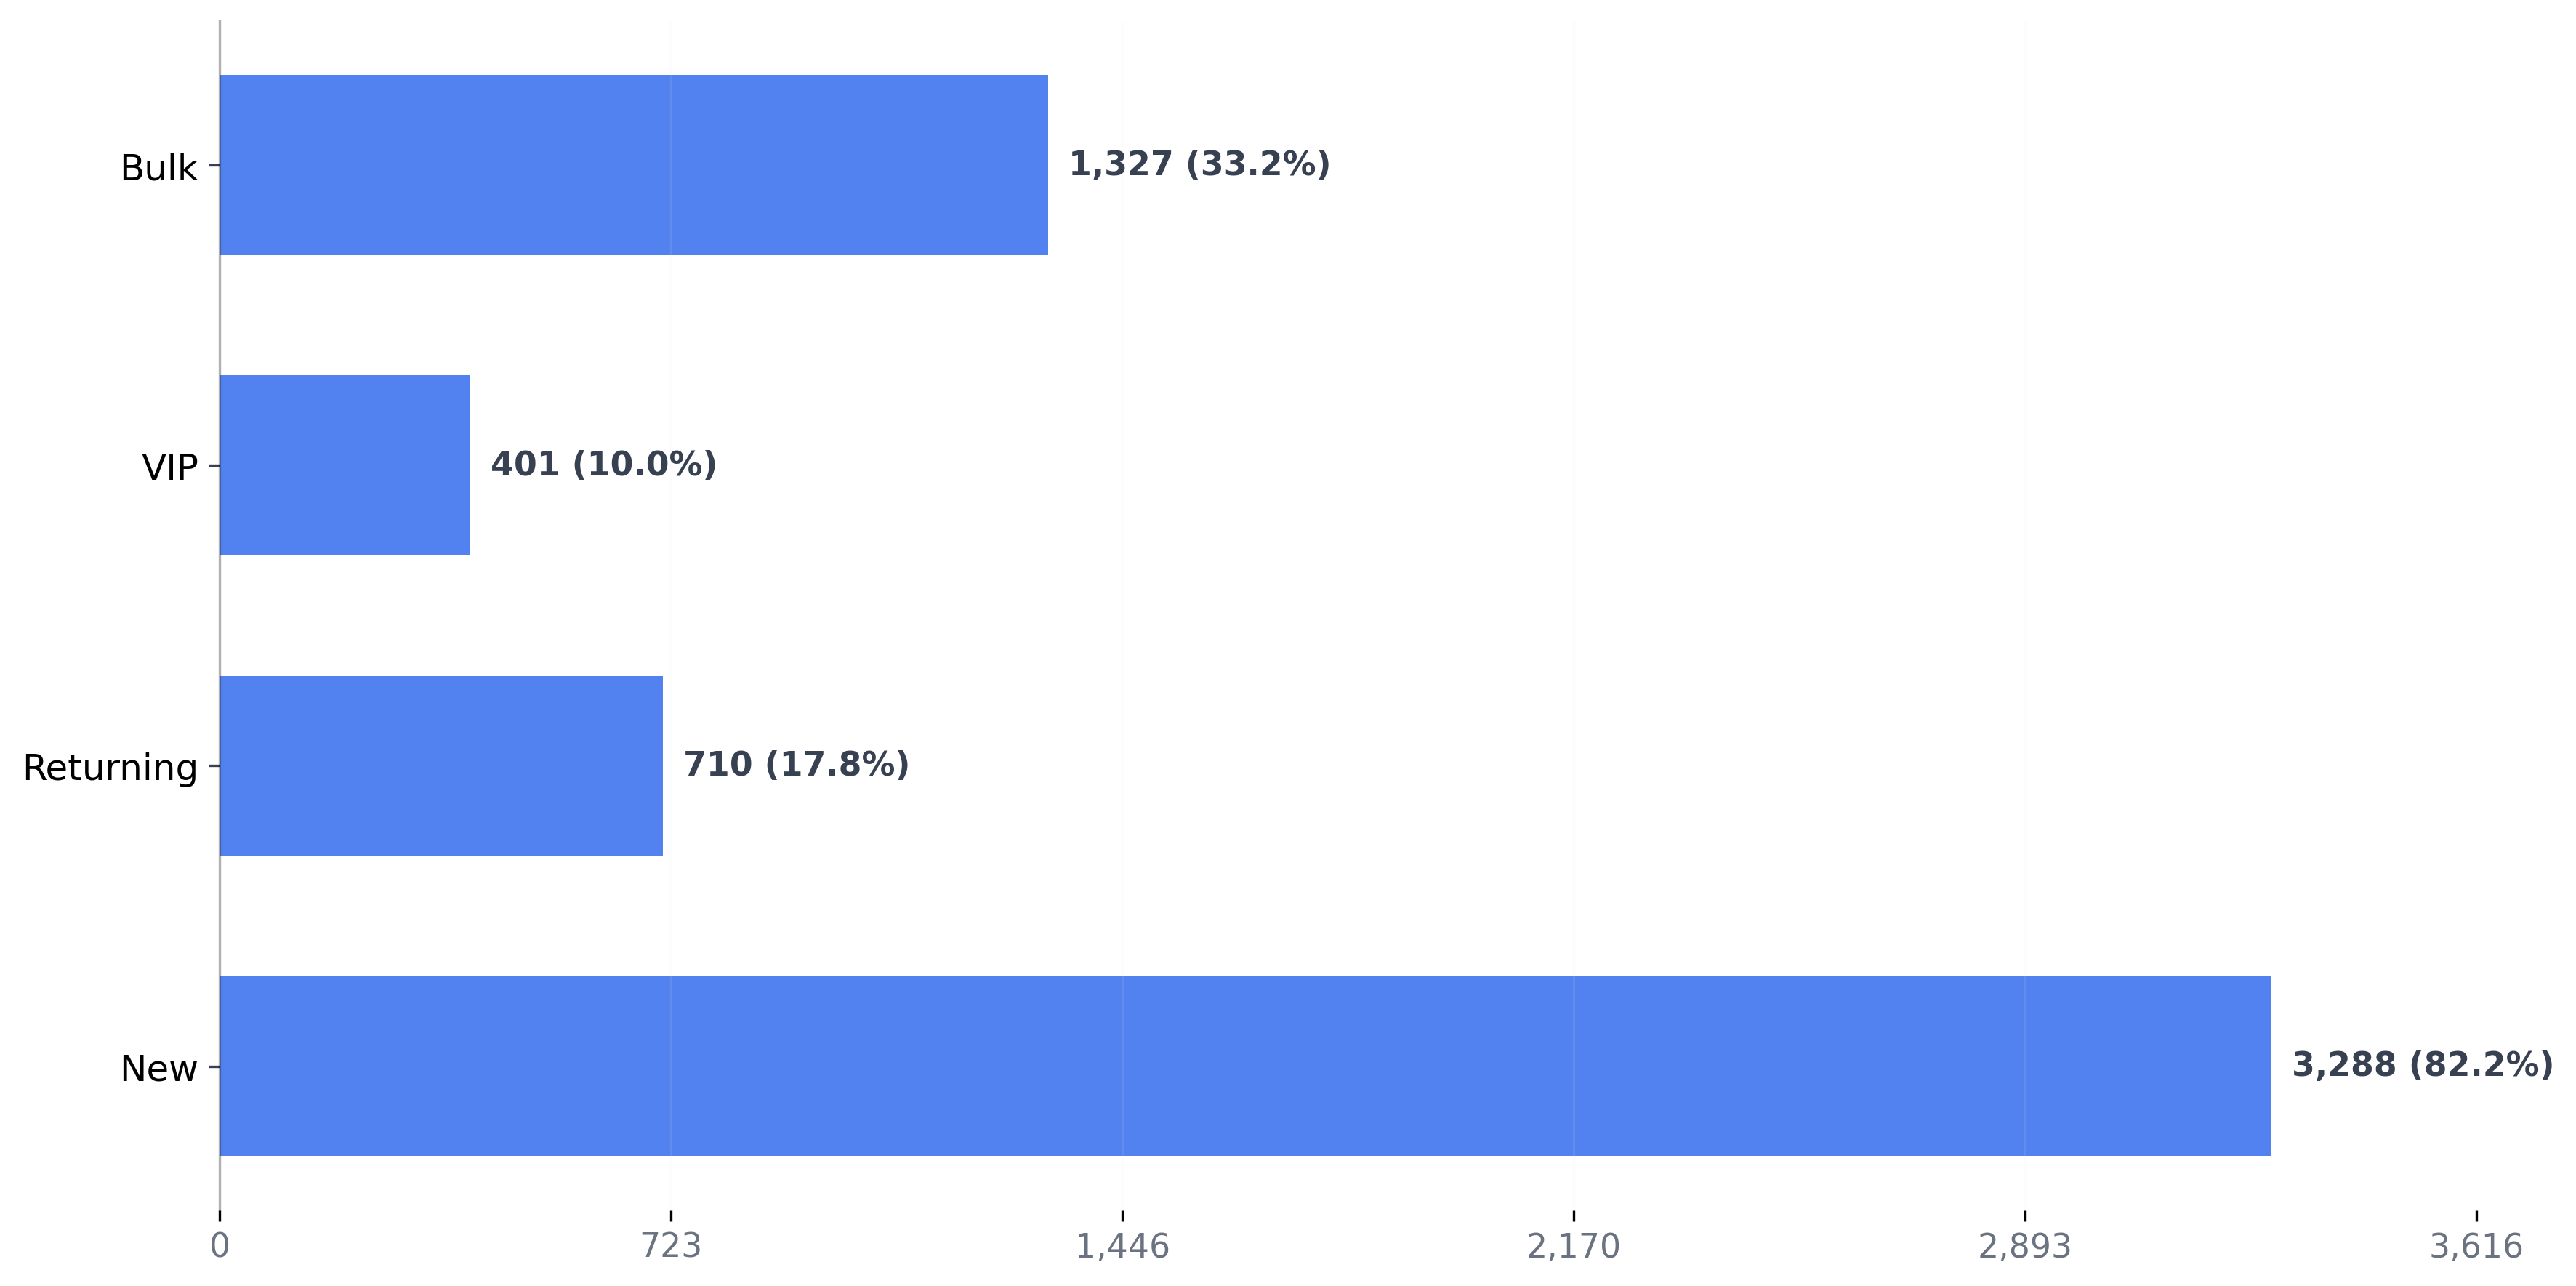 Bulk 1,327 (33.2%)
VIP 401 (10.0%)
Returning 710 (17.8%)
New 3,288 (82.2%)
0 723 1,446 2,170 2,893 3,616